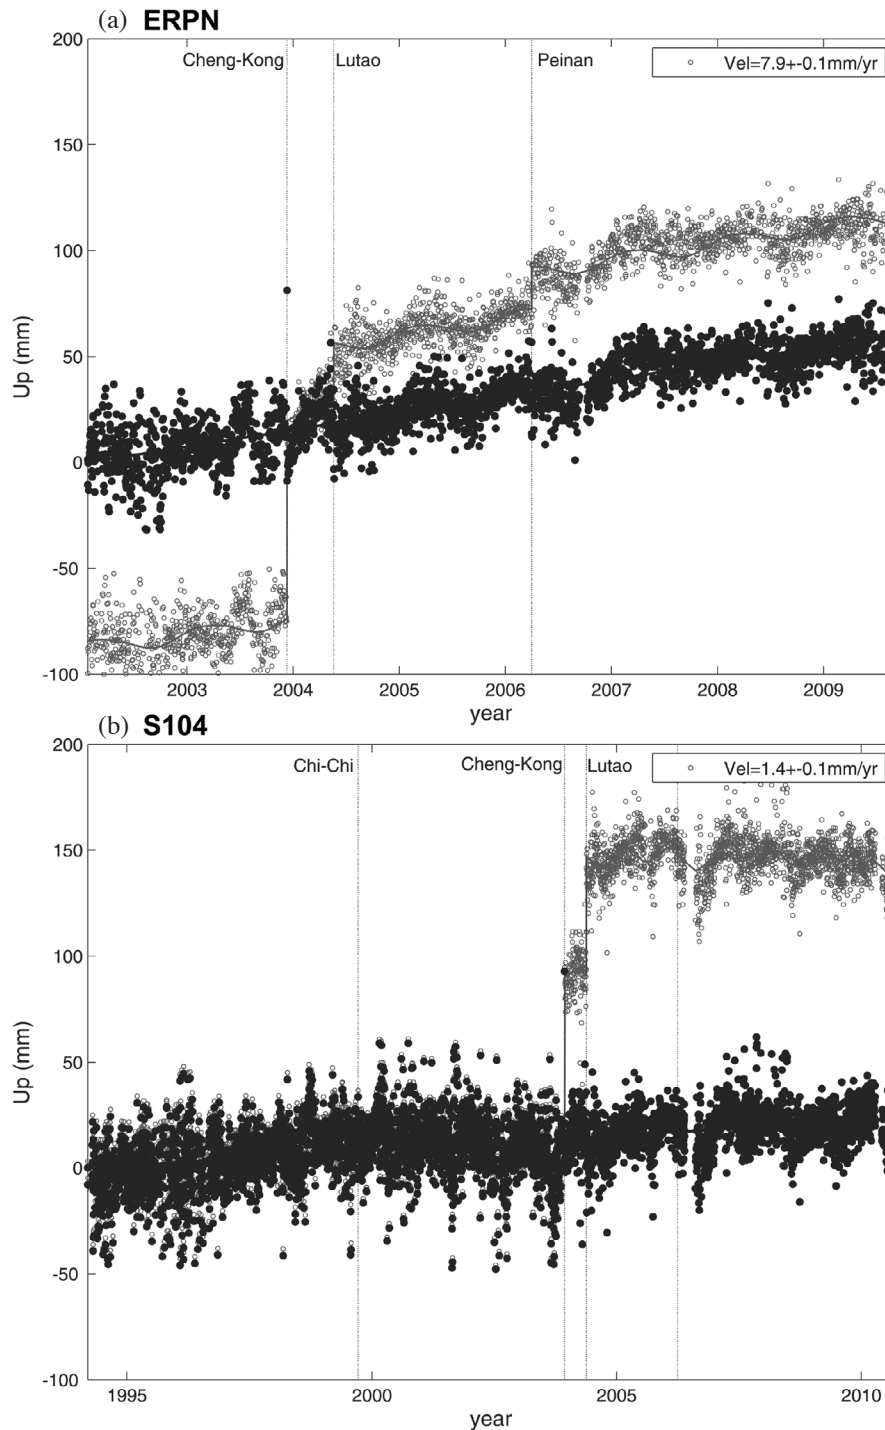 (a) ERPN
200
Cheng-Kong
Lutao
Peinan
Vel=7.9+-0.1mm/yr
150
100
50
0
-50
-100
Up (mm)
2003
2004
2005
2006
2007
2008
2009
year
(b) S104
200
Chi-Chi
Cheng-Kong
Lutao
Vel=1.4+-0.1mm/yr
150
100
50
0
-50
-100
Up (mm)
1995
2000
2005
2010
year